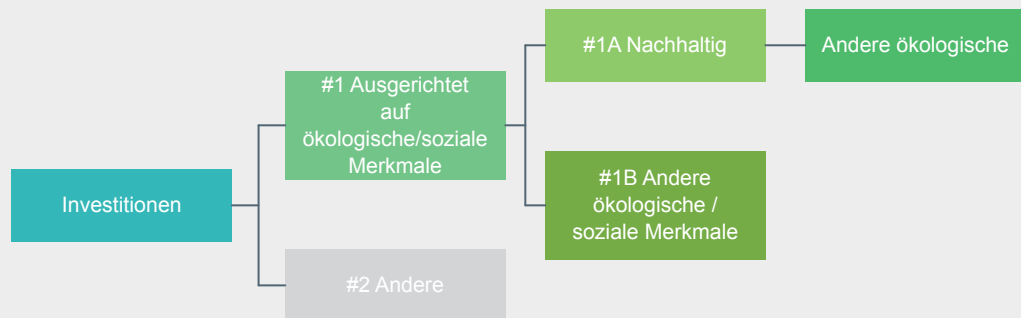 Investitionen
#1 Ausgerichtet
auf
ökologische/soziale
Merkmale
#2 Andere
#1A Nachhaltig
#1B Andere
ökologische /
soziale Merkmale
Andere ökologische